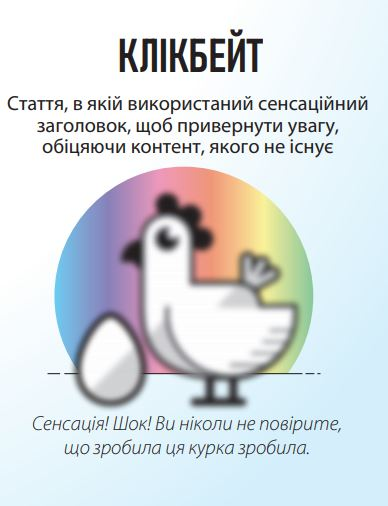 КЛІКБЕЙТ
Стаття, в якій використаний сенсаційний
заголовок, щоб привернути увагу,
обіцяючи контент, якого не існує
Сенсація! Шок! Ви ніколи не повірите,
що зробила ця курка зробила.